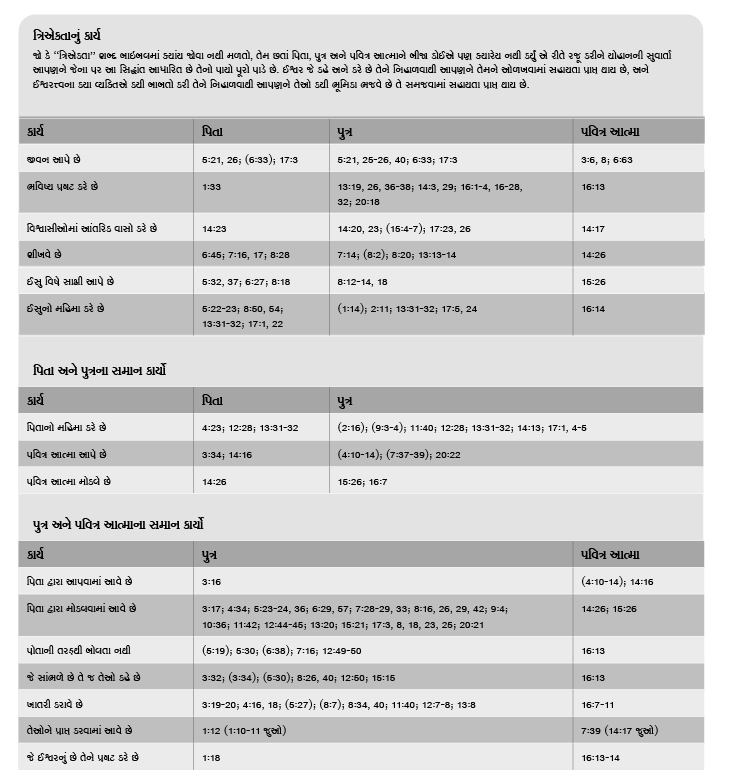 ત્રિએકતાનું કાર્ય
જો કે “ત્રિએકતા” શબ્દ બાઇબલમાં ક્યાંય જોવા નથી મળતો, તેમ છતાં પિતા, પુત્ર અને પવિત્ર આત્માને બીજા કોઈએ પણ ક્યારેય નથી કર્યું એ રીતે રજૂ કરીને યોહાનની સુવાર્તા
આપણને જેના પર આ સિદ્ધાંત આધારિત છે તેનો પાયો પૂરો પાડે છે. ઈશ્વર જે કહે અને કરે છે તેને નિહાળવાથી આપણને તેમને ઓળખવામાં સહાયતા પ્રાપ્ત થાય છે, અને
ઈશ્વરત્ત્વના કયા વ્યક્તિએ કયી બાબતો કરી તેને નિહાળવાથી આપણને તેઓ કયી ભૂમિકા ભજવે છે તે સમજવામાં સહાયતા પ્રાપ્ત થાય છે.
કાર્ય પિતા પુત્ર પવિત્ર આત્મા
જીવન આપે છે 5:21, 26; (6:33); 17:3 5:21, 25-26, 40; 6:33; 17:3 3:6, 8; 6:63
ભવિષ્ય પ્રગટ કરે છે 1:33 13:19, 26, 36-38; 14:3, 29; 16:1-4, 16-28, 16:13
32; 20:18
વિશ્વાસીઓમાં આંતરિક વાસો કરે છે 14:23 14:20, 23; (15:4-7); 17:23, 26 14:17
શીખવે છે 6:45; 7:16, 17; 8:28 7:14; (8:2); 8:20; 13:13-14 14:26
ઈસુ વિષે સાક્ષી આપે છે 5:32, 37; 6:27; 8:18 8:12-14, 18 15:26
ઈસુનો મહિમા કરે છે 5:22-23; 8:50, 54; (1:14); 2:11; 13:31-32; 17:5, 24 16:14
13:31-32; 17:1, 22
પિતા અને પુત્રના સમાન કાર્યો
કાર્ય પિતા પુત્ર
પિતાનો મહિમા કરે છે 4:23; 12:28; 13:31-32 (2:16); (9:3-4); 11:40; 12:28; 13:31-32; 14:13; 17:1, 4-5
પવિત્ર આત્મા આપે છે 3:34; 14:16 (4:10-14); (7:37-39); 20:22
પવિત્ર આત્મા મોકલે છે 14:26 15:26; 16:7
પુત્ર અને પવિત્ર આત્માના સમાન કાર્યો
કાર્ય પુત્ર પવિત્ર આત્મા
પિતા દ્વારા આપવામાં આવે છે 3:16 (4:10-14); 14:16
પિતા દ્વારા મોકલવામાં આવે છે 3:17; 4:34; 5:23-24, 36; 6:29, 57; 7:28-29, 33; 8:16, 26, 29, 42; 9:4; 14:26; 15:26
10:36; 11:42; 12:44-45; 13:20; 15:21; 17:3, 8, 18, 23, 25; 20:21
પોતાની તરફથી બોલતા નથી (5:19); 5:30; (6:38); 7:16; 12:49-50 16:13
જે સાંભળે છે તે જ તેઓ કહે છે 3:32; (3:34); (5:30); 8:26, 40; 12:50; 15:15 16:13
ખાતરી કરાવે છે 3:19-20; 4:16, 18; (5:27); (8:7); 8:34, 40; 11:40; 12:7-8; 13:8 16:7-11
તેઓને પ્રાપ્ત કરવામાં આવે છે 1:12 (1:10-11 જુઓ) 7:39 (14:17 જુઓ)
જે ઈશ્વરનું છે તેને પ્રગટ કરે છે 1:18 16:13-14